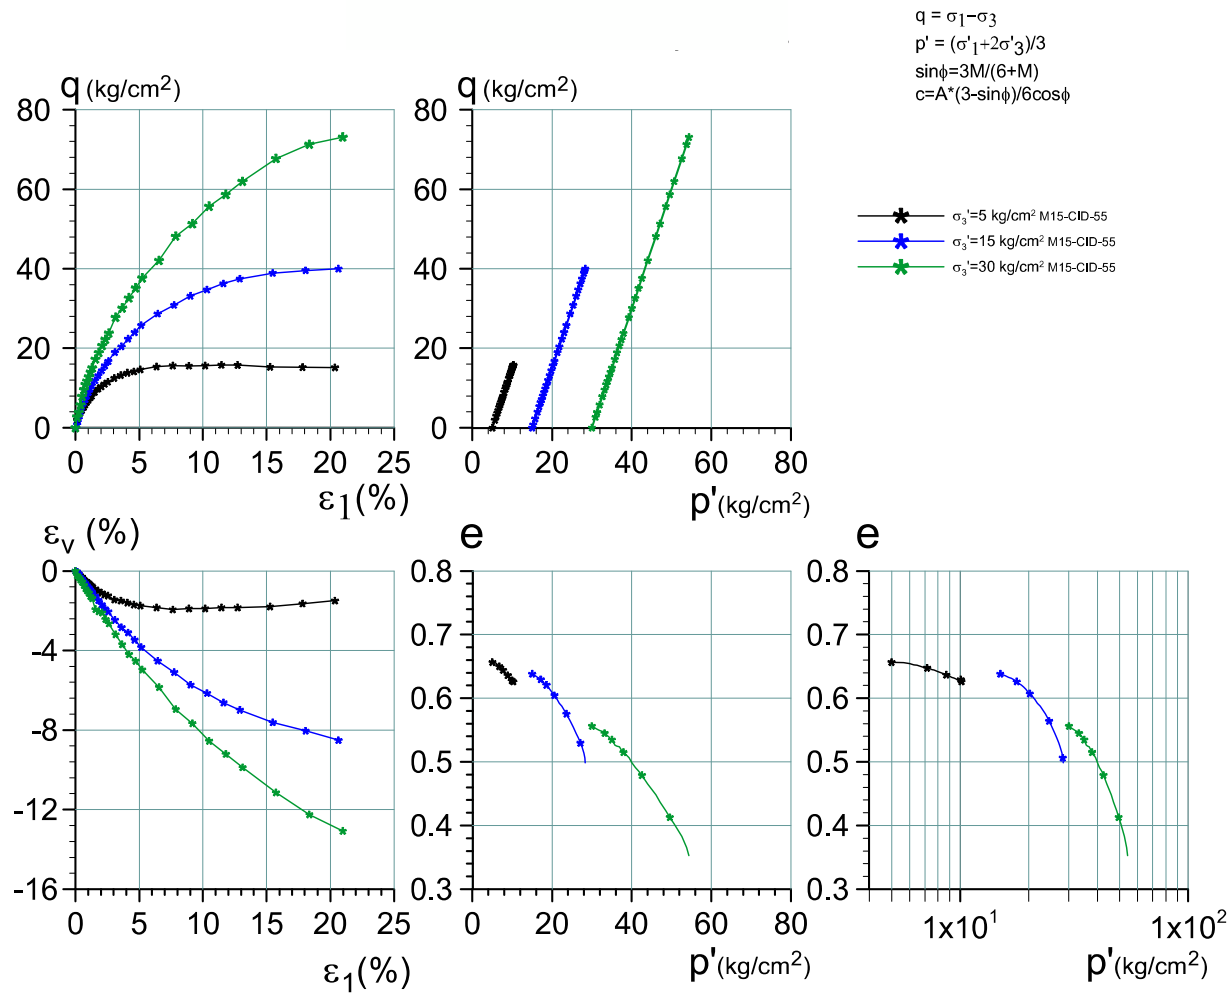 q = σ1−σ3
p' = (σ'1+2σ'3)/3
sinϕ=3M/(6+M)
c=A*(3-sinϕ)/6cosϕ
q (kg/cm²)
80
60
40
20
0
0 5 10 15 20 25
ε1(%)
q (kg/cm²)
80
60
40
20
0
0 20 40 60 80
p'(kg/cm²)
σ3'=5 kg/cm² M15-CID-55
σ3'=15 kg/cm² M15-CID-55
σ3'=30 kg/cm² M15-CID-55
εv (%)
0
-4
-8
-12
-16
0 5 10 15 20 25
ε1(%)
e
0.8
0.7
0.6
0.5
0.4
0.3
0 20 40 60 80
p'(kg/cm²)
e
0.8
0.7
0.6
0.5
0.4
0.3
1x10¹ 1x10²
p'(kg/cm²)